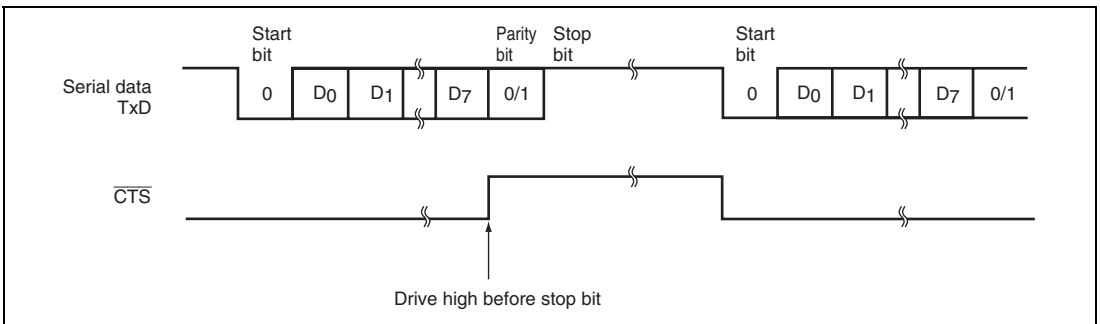 Start bit
Parity bit
Stop bit
Start bit
Serial data TxD
0 D0 D1 D7 0/1 0 D0 D1 D7 0/1
CTS
Drive high before stop bit